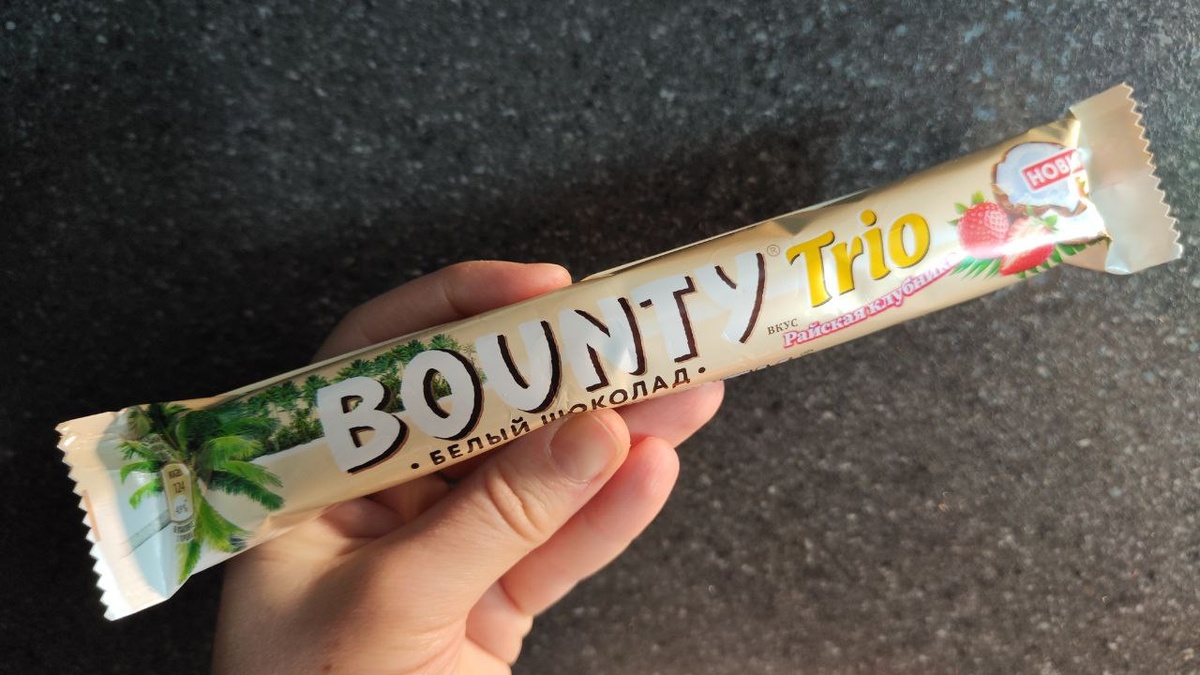 BOUNTY®
Trio
ВКУС
Райская клубника
• БЕЛЫЙ ШОКОЛАД •